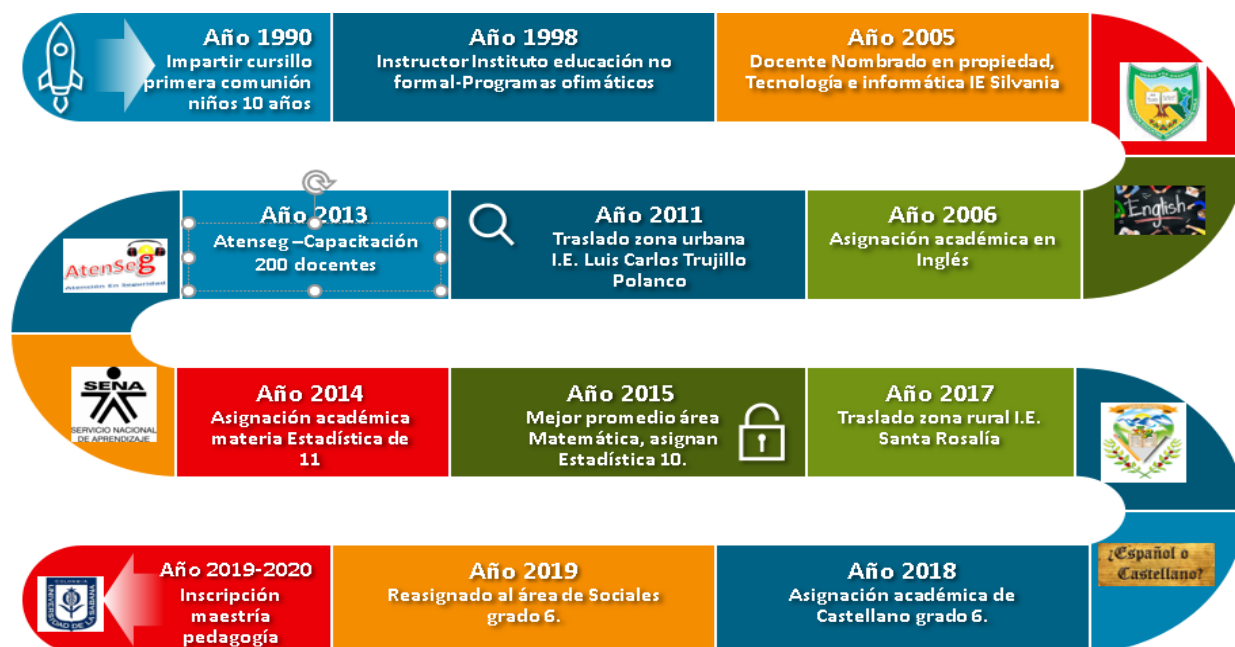 Año 1990
Impartir cursillo
primera comunión
niños 10 años
Año 1998
Instructor Instituto educación no
formal-Programas ofimáticos
Año 2005
Docente Nombrado en propiedad,
Tecnología e informática IE Silvania
English
Año 2006
Asignación académica en
Inglés
Año 2011
Traslado zona urbana
I.E. Luis Carlos Trujillo
Polanco
Año 2013
Atenseg –Capacitación
200 docentes
AtenSeg
Atención En Seguridad
SENA
SERVICIO NACIONAL
DE APRENDIZAJE
Año 2014
Asignación académica
materia Estadística de
11
Año 2015
Mejor promedio área
Matemática, asignan
Estadística 10.
Año 2017
Traslado zona rural I.E.
Santa Rosalía
¿Español o
Castellano?
Año 2018
Asignación académica de
Castellano grado 6.
Año 2019
Reasignado al área de Sociales
grado 6.
Año 2019-2020
Inscripción
maestría
pedagogía
COLOMBIA
UNIVERSIDAD DE LA SABANA